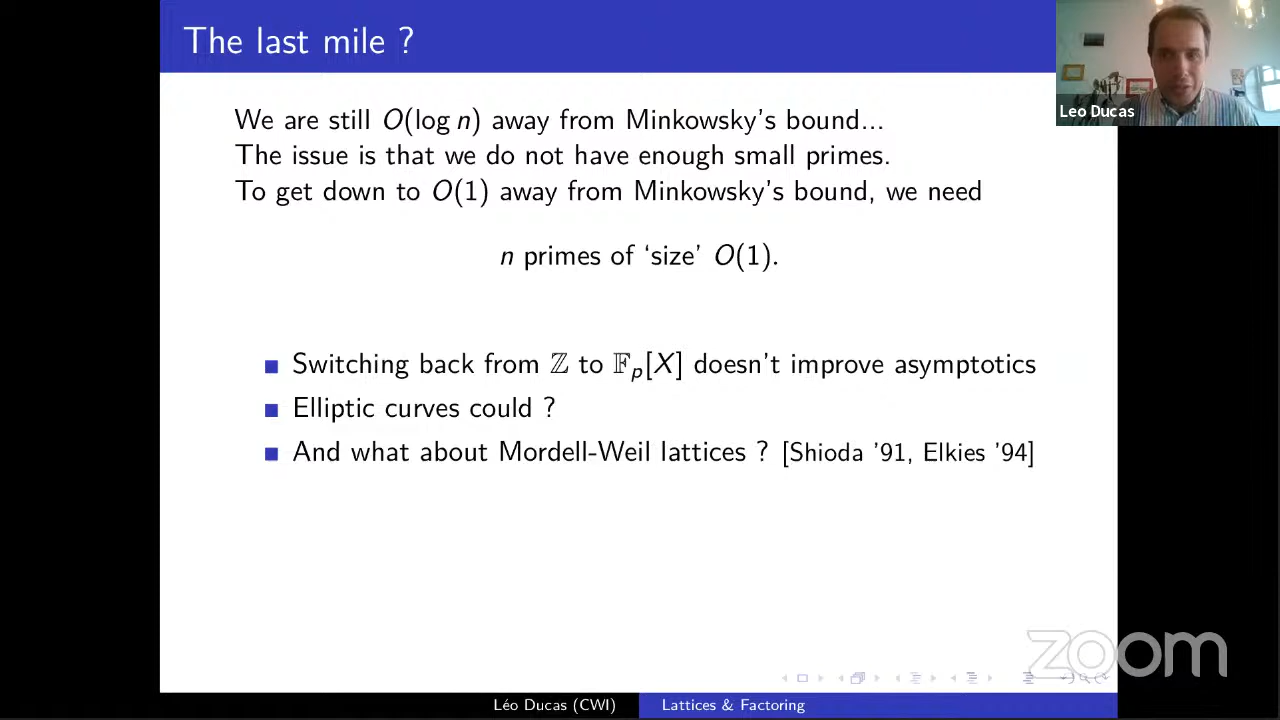 The last mile ?
Leo Ducas
We are still O(log n) away from Minkowsky's bound...
The issue is that we do not have enough small primes.
To get down to O(1) away from Minkowsky's bound, we need
n primes of ‘size’ O(1).
Switching back from ℤ to 𝔽p[X] doesn't improve asymptotics
Elliptic curves could ?
And what about Mordell-Weil lattices ? [Shioda '91, Elkies '94]
zoom
Léo Ducas (CWI)
Lattices & Factoring